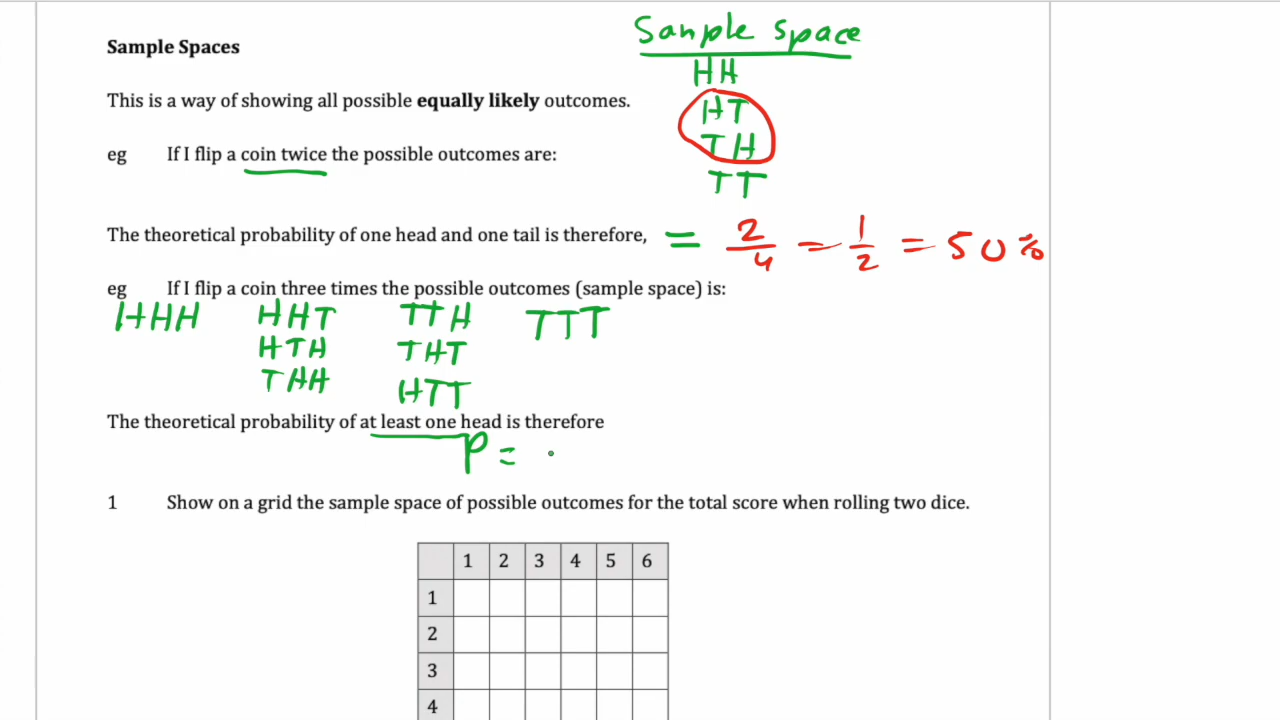 Sample space
Sample Spaces
HH
This is a way of showing all possible equally likely outcomes.
HT
TH
eg If I flip a coin twice the possible outcomes are:
TT
The theoretical probability of one head and one tail is therefore, = 2/4 = 1/2 = 50%
eg If I flip a coin three times the possible outcomes (sample space) is:
HHH HHT TTH TTT
HTH THT
THH HTT
The theoretical probability of at least one head is therefore
P =
1 Show on a grid the sample space of possible outcomes for the total score when rolling two dice.
1 2 3 4 5 6
1
2
3
4